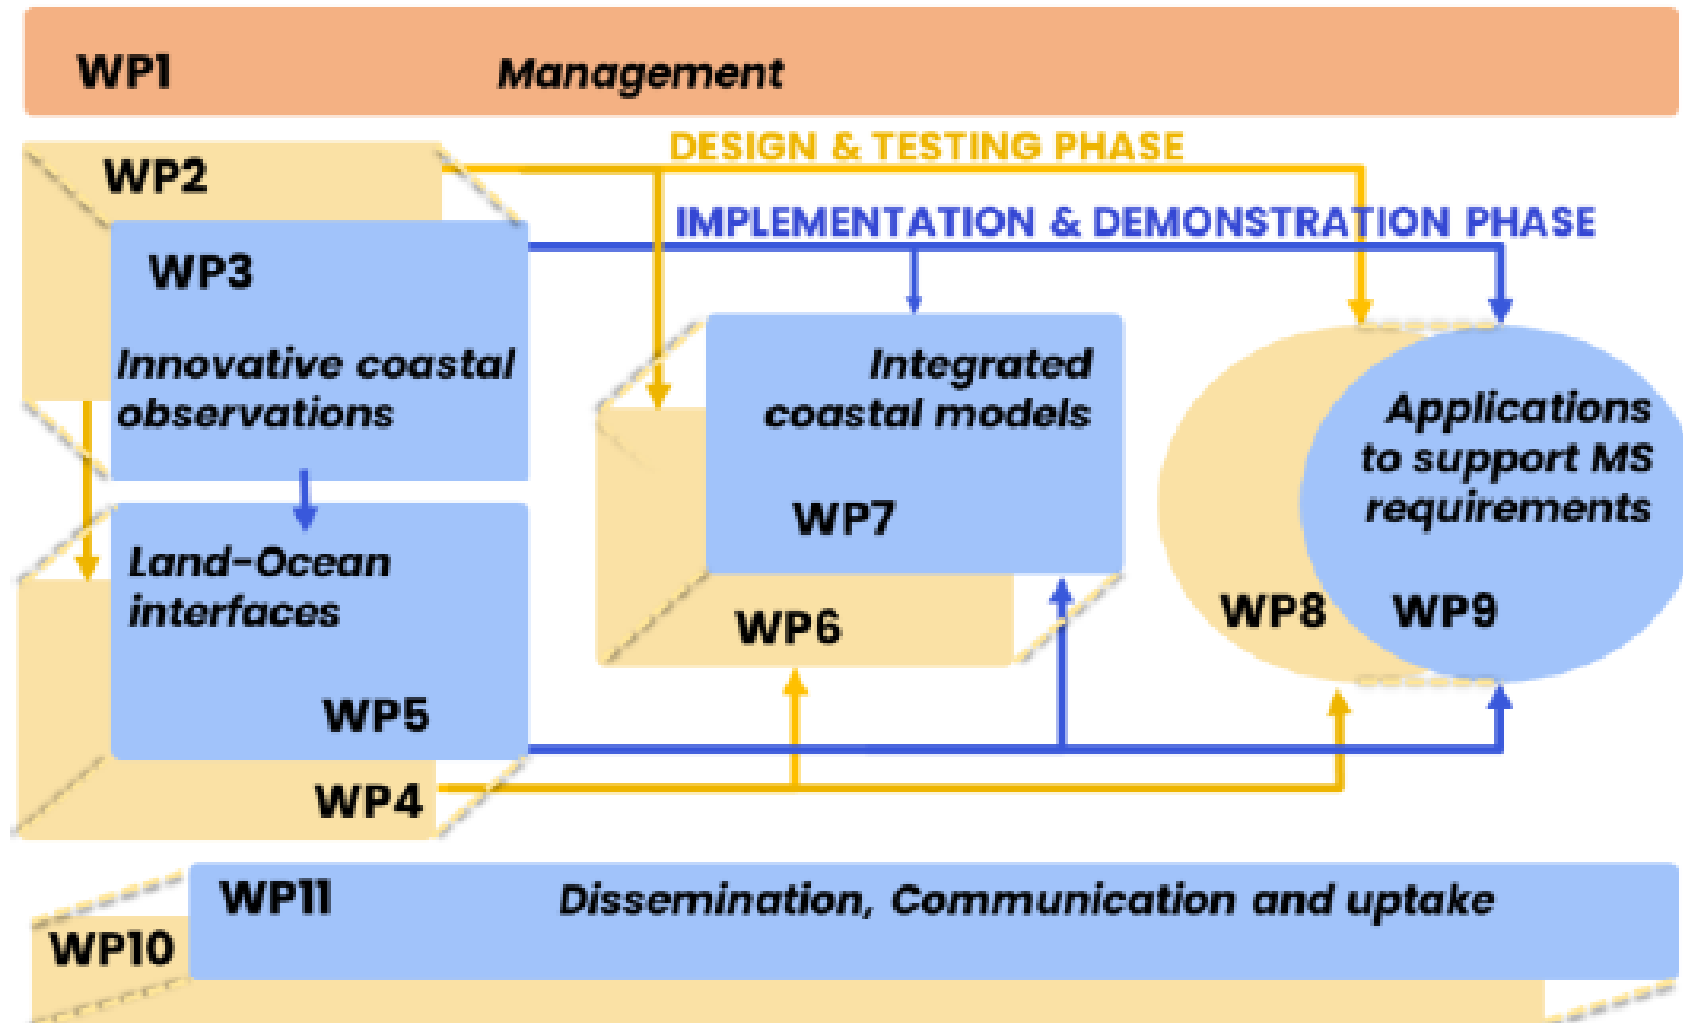 WP1 Management
DESIGN & TESTING PHASE
WP2
IMPLEMENTATION & DEMONSTRATION PHASE
WP3
Innovative coastal
observations
Land-Ocean
interfaces
WP5
WP4
Integrated
coastal models
WP7
WP6
Applications
to support MS
requirements
WP8 WP9
WP11 Dissemination, Communication and uptake
WP10